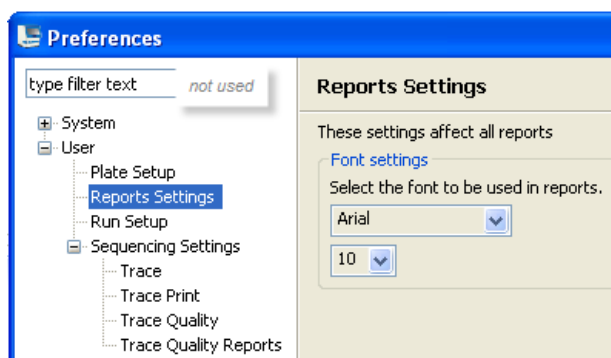 Preferences
type filter text
not used
System
User
Plate Setup
Reports Settings
Run Setup
Sequencing Settings
Trace
Trace Print
Trace Quality
Trace Quality Reports
Reports Settings
These settings affect all reports
Font settings
Select the font to be used in reports.
Arial
10